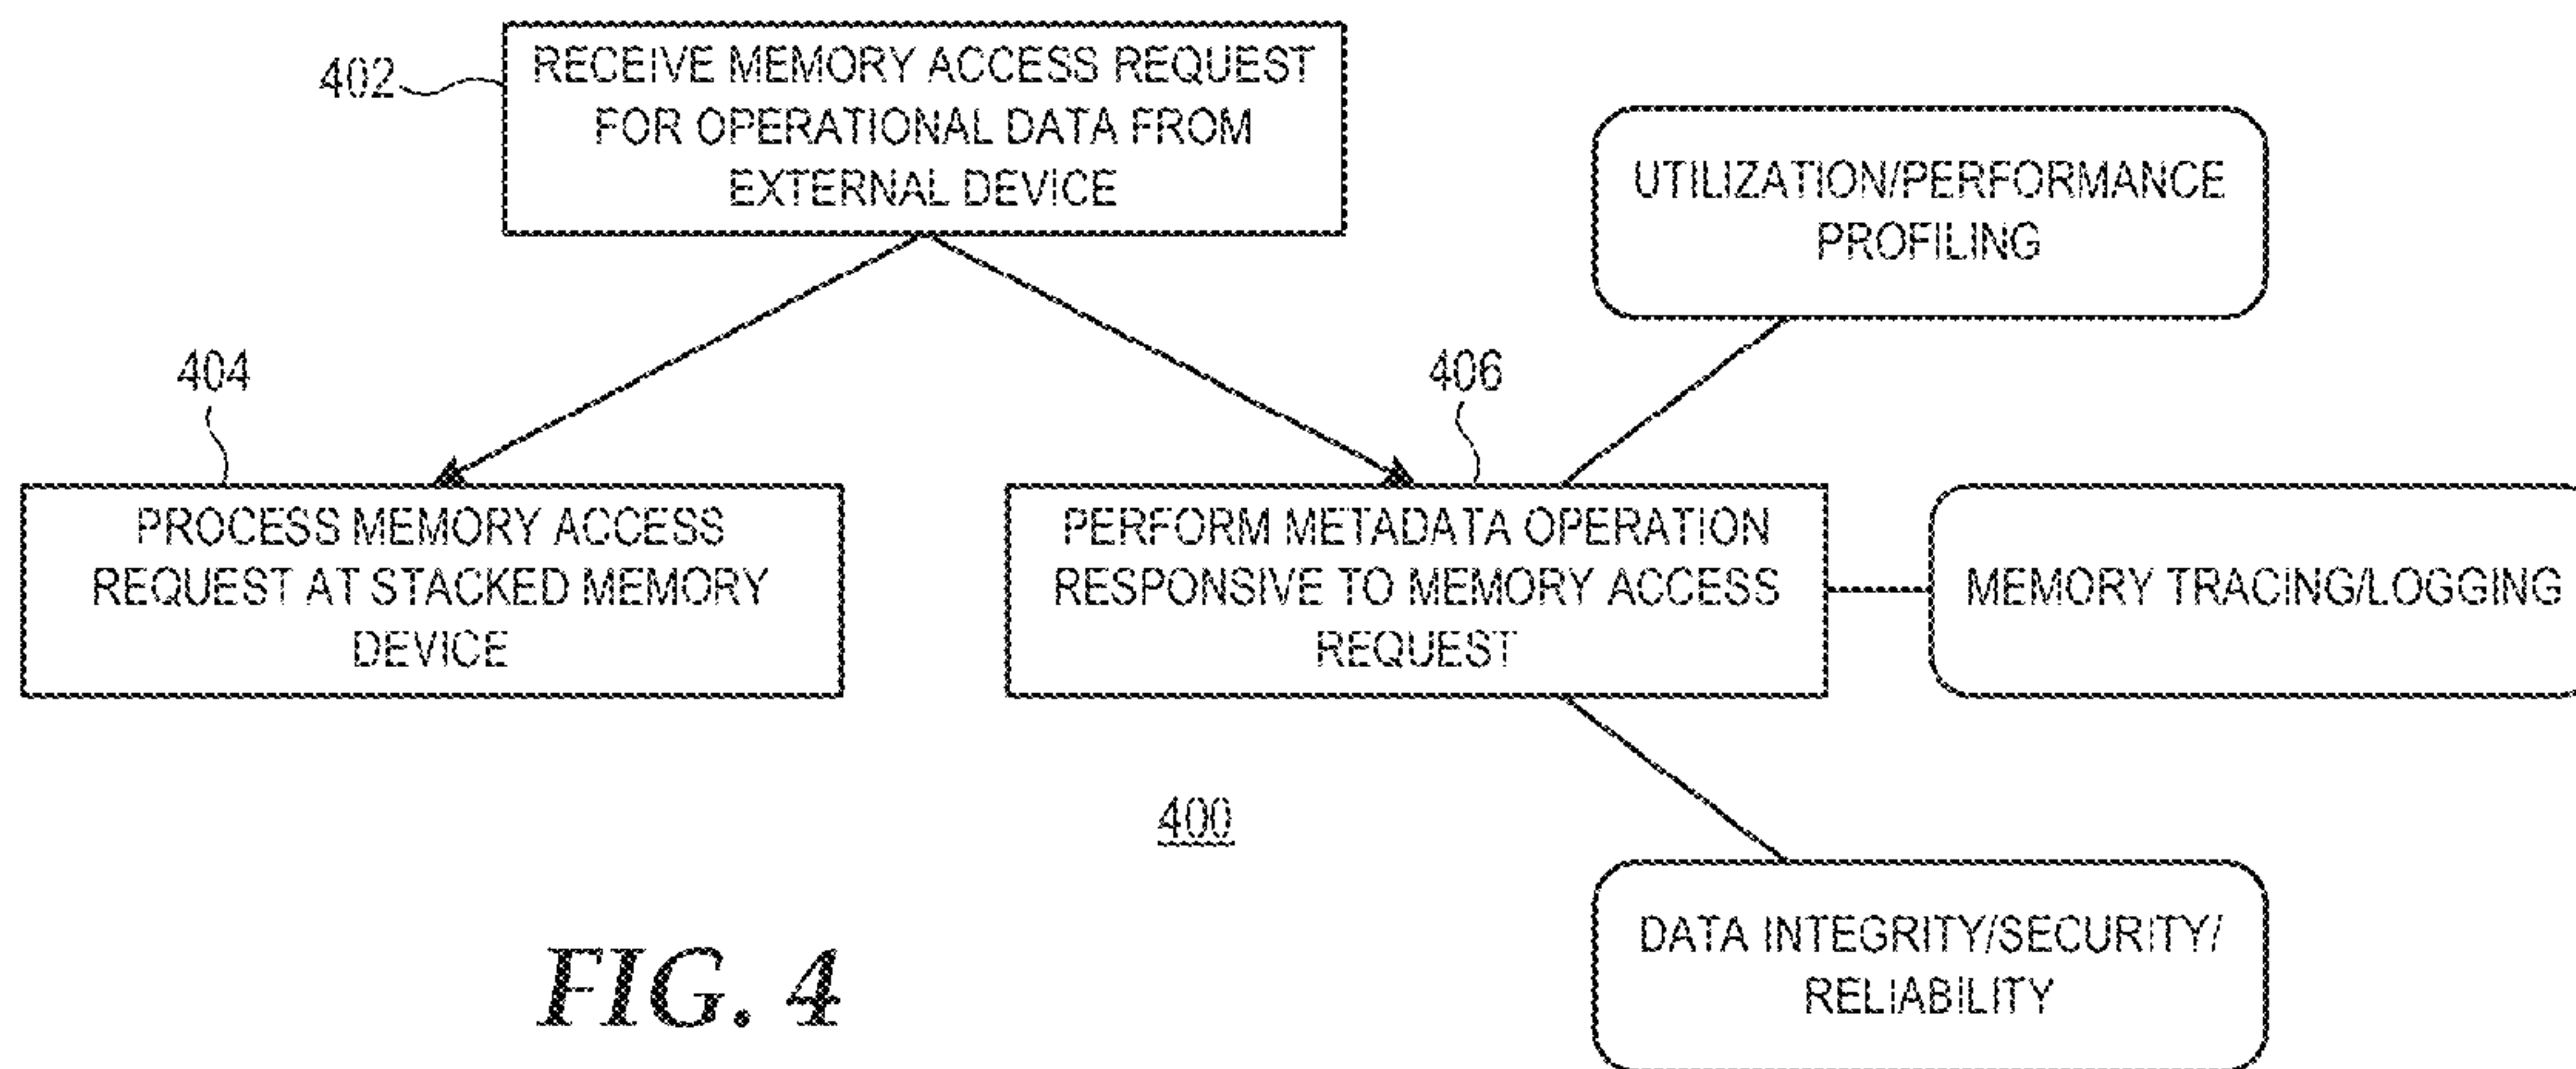 402
RECEIVE MEMORY ACCESS REQUEST
FOR OPERATIONAL DATA FROM
EXTERNAL DEVICE
UTILIZATION/PERFORMANCE
PROFILING
404
406
PROCESS MEMORY ACCESS
REQUEST AT STACKED MEMORY
DEVICE
PERFORM METADATA OPERATION
RESPONSIVE TO MEMORY ACCESS
REQUEST
MEMORY TRACING/LOGGING
400
DATA INTEGRITY/SECURITY/
RELIABILITY
FIG. 4